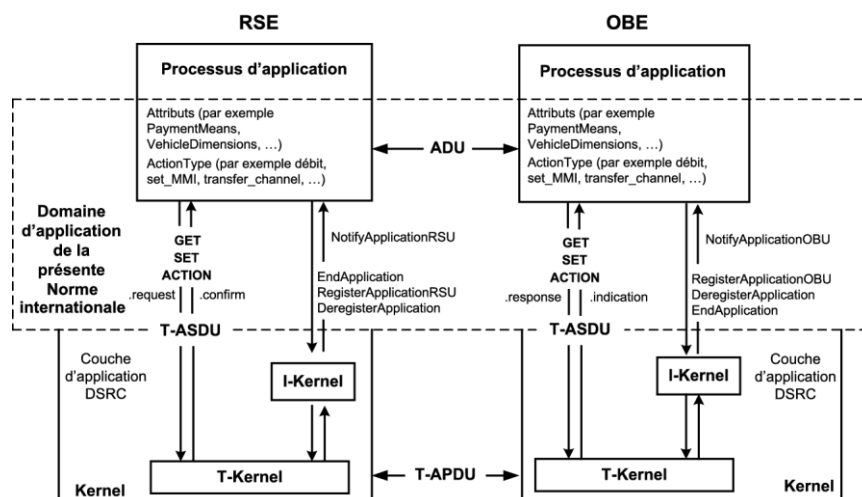 RSE
OBE
Processus d'application
Attributs (par exemple
PaymentMeans,
VehicleDimensions, ...)
ActionType (par exemple débit,
set_MMI, transfer_channel, ...)
ADU
Processus d'application
Attributs (par exemple
PaymentMeans,
VehicleDimensions, ...)
ActionType (par exemple débit,
set_MMI, transfer_channel, ...)
Domaine
d'application
de la
présente
Norme
internationale
GET
SET
ACTION
.request
.confirm
T-ASDU
NotifyApplicationRSU
EndApplication
RegisterApplicationRSU
DeregisterApplication
GET
SET
ACTION
.response
.indication
T-ASDU
NotifyApplicationOBU
RegisterApplicationOBU
DeregisterApplication
EndApplication
Couche
d'application
DSRC
I-Kernel
I-Kernel
Couche
d'application
DSRC
T-Kernel
T-APDU
T-Kernel
Kernel
Kernel